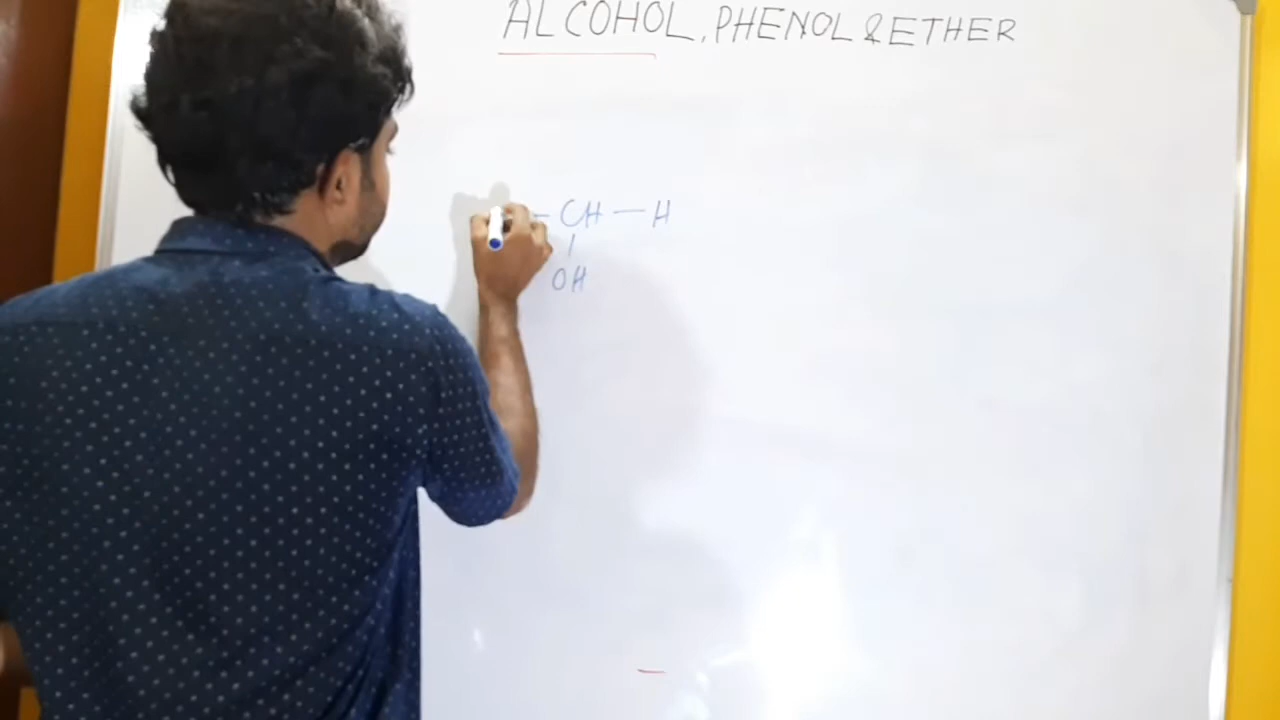 ALCOHOL, PHENOL & ETHER
— CH — H
|
OH